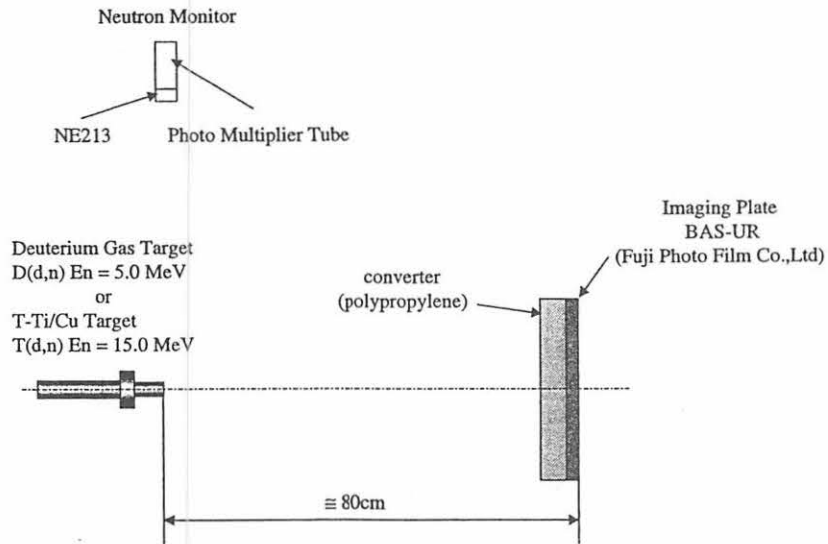 Neutron Monitor
NE213
Photo Multiplier Tube
Deuterium Gas Target
D(d,n) En = 5.0 MeV
or
T-Ti/Cu Target
T(d,n) En = 15.0 MeV
converter
(polypropylene)
Imaging Plate
BAS-UR
(Fuji Photo Film Co.,Ltd)
≅ 80cm